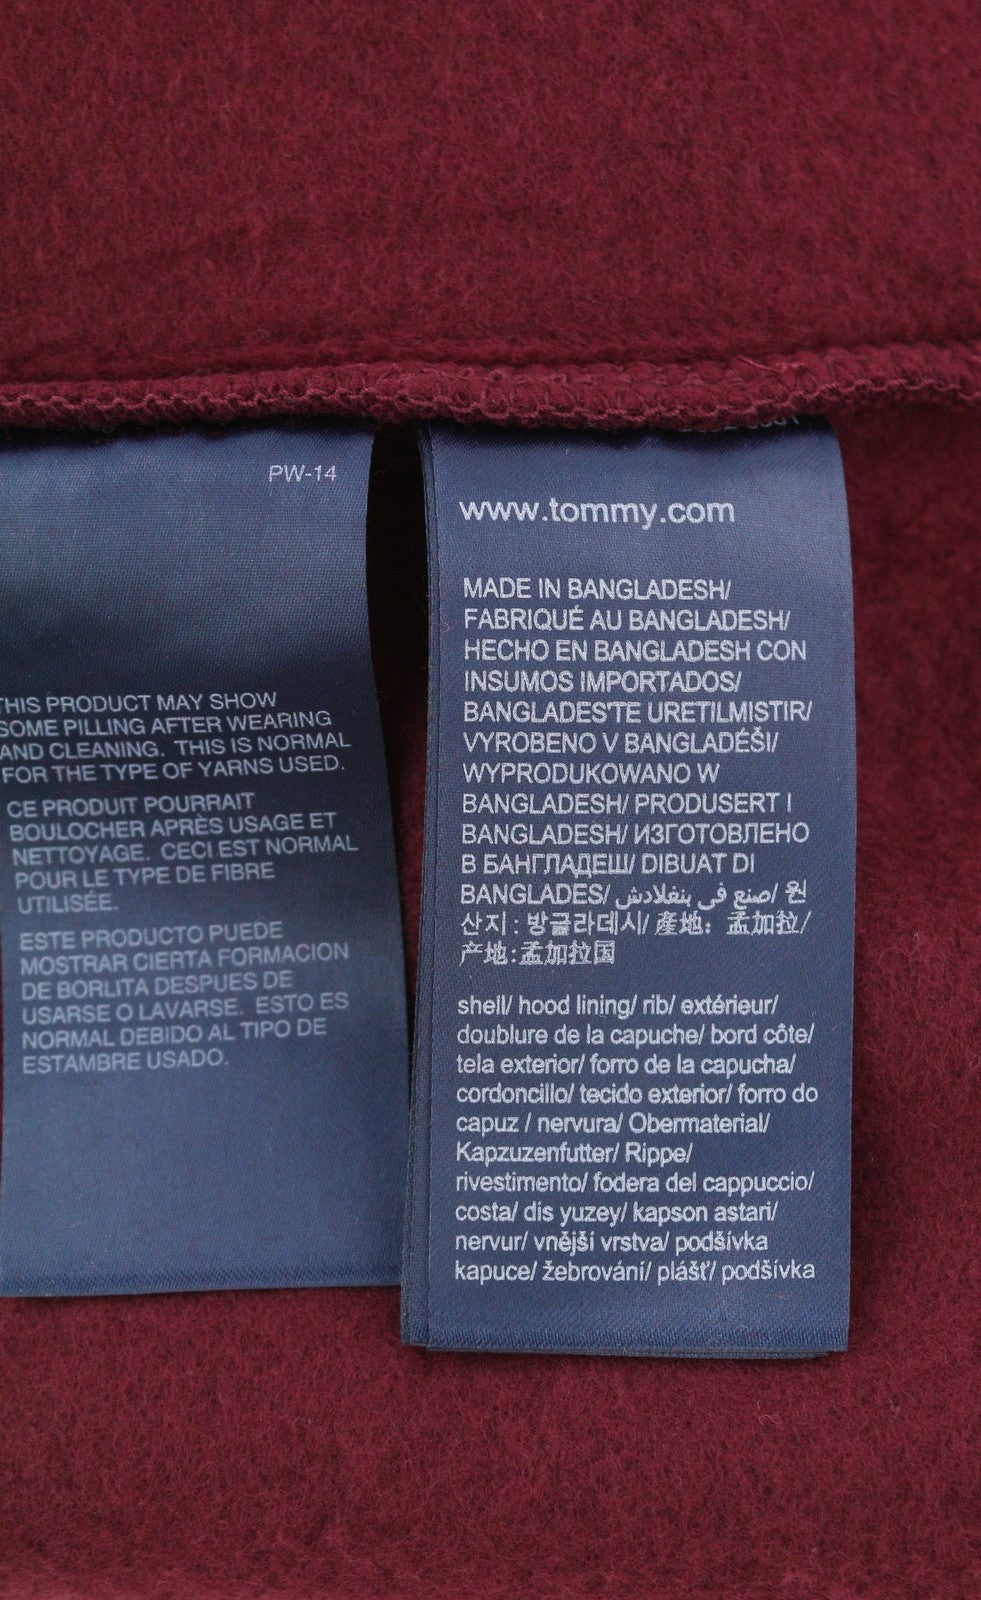 PW-14
THIS PRODUCT MAY SHOW
SOME PILLING AFTER WEARING
AND CLEANING. THIS IS NORMAL
FOR THE TYPE OF YARNS USED.
CE PRODUIT POURRAIT
BOULOCHER APRÈS USAGE ET
NETTOYAGE. CECI EST NORMAL
POUR LE TYPE DE FIBRE
UTILISÉE.
ESTE PRODUCTO PUEDE
MOSTRAR CIERTA FORMACION
DE BORLITA DESPUES DE
USARSE O LAVARSE. ESTO ES
NORMAL DEBIDO AL TIPO DE
ESTAMBRE USADO.
www.tommy.com
MADE IN BANGLADESH/
FABRIQUÉ AU BANGLADESH/
HECHO EN BANGLADESH CON
INSUMOS IMPORTADOS/
BANGLADES'TE URETILMISTIR/
VYROBENO V BANGLADÉŠI/
WYPRODUKOWANO W
BANGLADESH/ PRODUSERT I
BANGLADESH/ ИЗГОТОВЛЕНО
В БАНГЛАДЕШ/ DIBUAT DI
BANGLADES/ صنع في بنغلادش/ 원
산지: 방글라데시/ 產地: 孟加拉/
产地:孟加拉国
shell/ hood lining/ rib/ extérieur/
doublure de la capuche/ bord côte/
tela exterior/ forro de la capucha/
cordoncillo/ tecido exterior/ forro do
capuz / nervura/ Obermaterial/
Kapzuzenfutter/ Rippe/
rivestimento/ fodera del cappuccio/
costa/ dis yuzey/ kapson astari/
nervur/ vnější vrstva/ podšívka
kapuce/ žebrování/ plášť/ podšívka